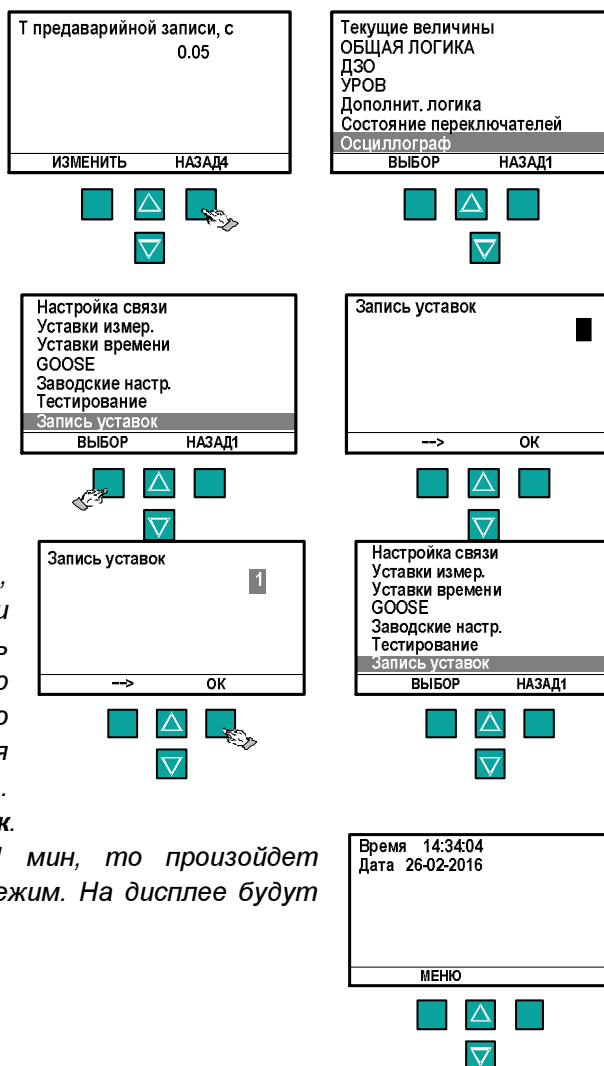 Т предаварийной записи, с
0.05
ИЗМЕНИТЬ НАЗАД4
Текущие величины
ОБЩАЯ ЛОГИКА
ДЗО
УРОВ
Дополнит. логика
Состояние переключателей
Осциллограф
ВЫБОР НАЗАД1
Настройка связи
Уставки измер.
Уставки времени
GOOSE
Заводские настр.
Тестирование
Запись уставок
ВЫБОР НАЗАД1
Запись уставок
--> ОК
Запись уставок
1
--> ОК
Настройка связи
Уставки измер.
Уставки времени
GOOSE
Заводские настр.
Тестирование
Запись уставок
ВЫБОР НАЗАД1
,
и
ь
о
о
я
.
к.
мин, то произойдет
ежим. На дисплее будут
Время 14:34:04
Дата 26-02-2016
МЕНЮ